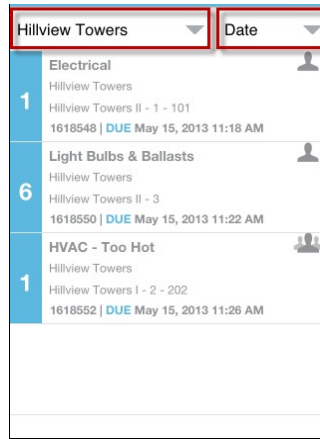 Hillview Towers Date
Electrical
Hillview Towers
1
Hillview Towers II - 1 - 101
1618548 | DUE May 15, 2013 11:18 AM
Light Bulbs & Ballasts
Hillview Towers
6
Hillview Towers II - 3
1618550 | DUE May 15, 2013 11:22 AM
HVAC - Too Hot
Hillview Towers
1
Hillview Towers I - 2 - 202
1618552 | DUE May 15, 2013 11:26 AM